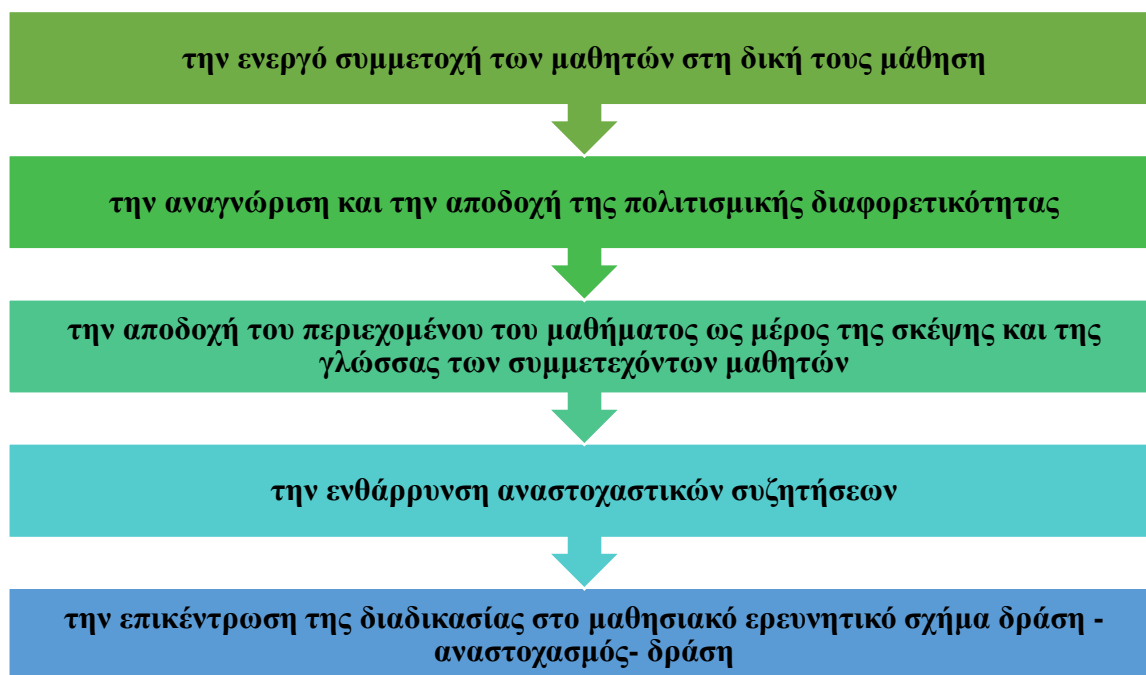 την ενεργό συμμετοχή των μαθητών στη δική τους μάθηση
την αναγνώριση και την αποδοχή της πολιτισμικής διαφορετικότητας
την αποδοχή του περιεχομένου του μαθήματος ως μέρος της σκέψης και της
γλώσσας των συμμετεχόντων μαθητών
την ενθάρρυνση αναστοχαστικών συζητήσεων
την επικέντρωση της διαδικασίας στο μαθησιακό ερευνητικό σχήμα δράση -
αναστοχασμός- δράση